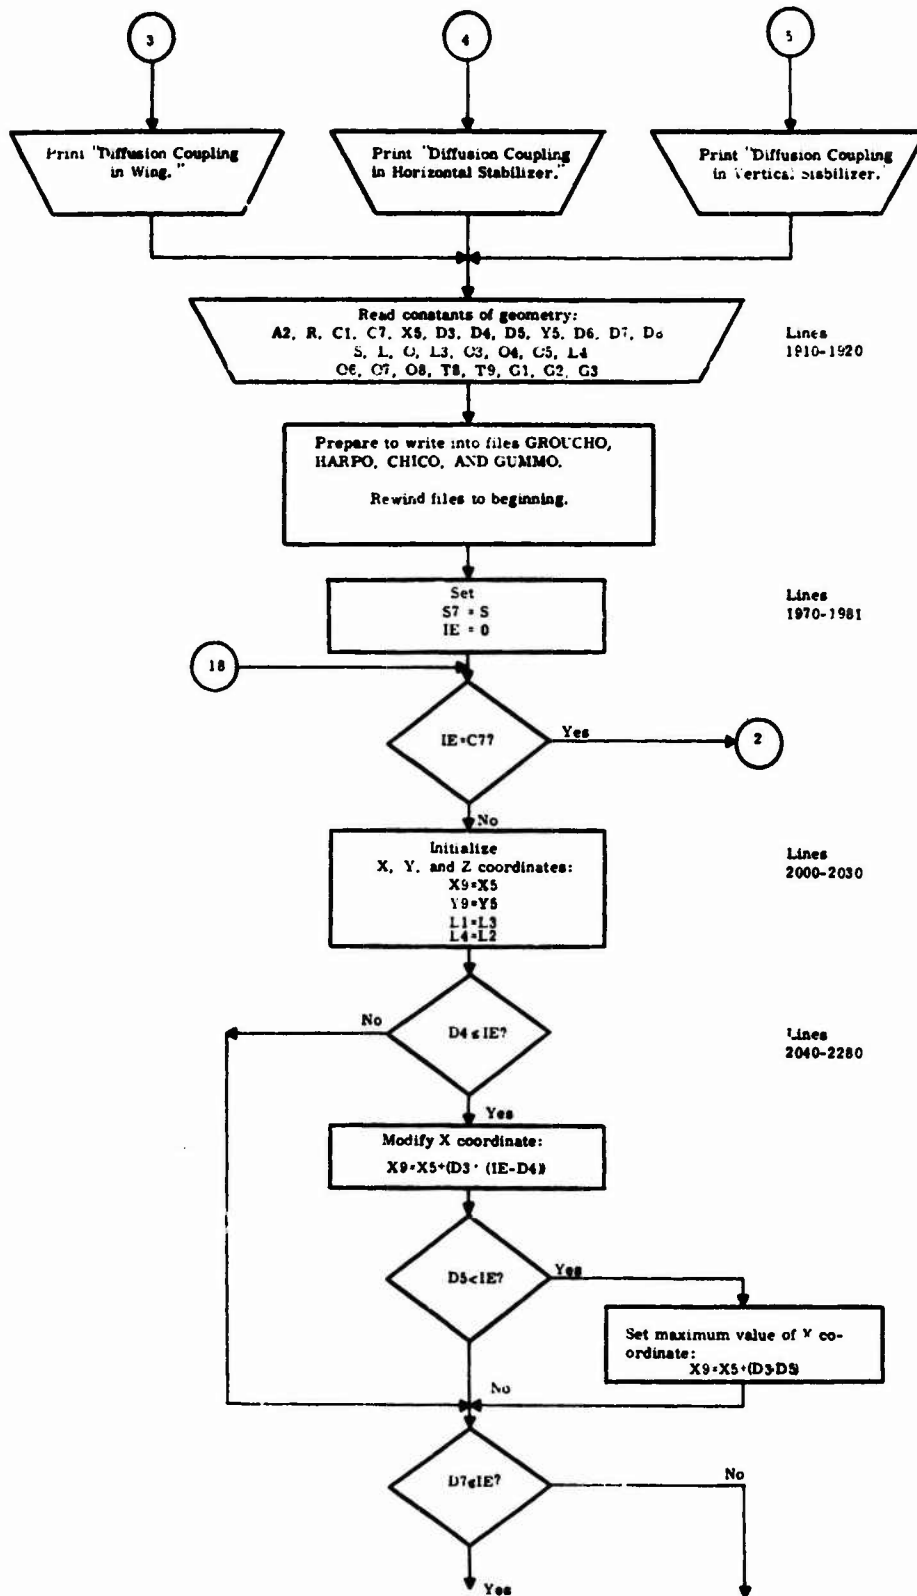 3
4
5
Print "Diffusion Coupling
in Wing."
Print "Diffusion Coupling
in Horizontal Stabilizer."
Print "Diffusion Coupling
in Vertical Stabilizer."
Read constants of geometry:
A2, R, C1, C7, X5, D3, D4, D5, Y5, D6, D7, D8
S, L, O, L3, O3, O4, O5, L4
O6, O7, O8, T8, T9, G1, G2, G3
Lines
1910-1920
Prepare to write into files GROUCHO,
HARPO, CHICO, AND GUMMO.
Rewind files to beginning.
Set
S7 = S
IE = 0
Lines
1970-1981
18
IE=C7?
Yes
2
No
Initialize
X, Y, and Z coordinates:
X9=X5
Y9=Y5
L1=L3
L4=L2
Lines
2000-2030
No
D4≤IE?
Lines
2040-2280
Yes
Modify X coordinate:
X9=X5+(D3·(IE-D4))
D5<IE?
Yes
Set maximum value of X co-
ordinate:
X9=X5+(D3·D5)
No
D7≤IE?
No
Yes